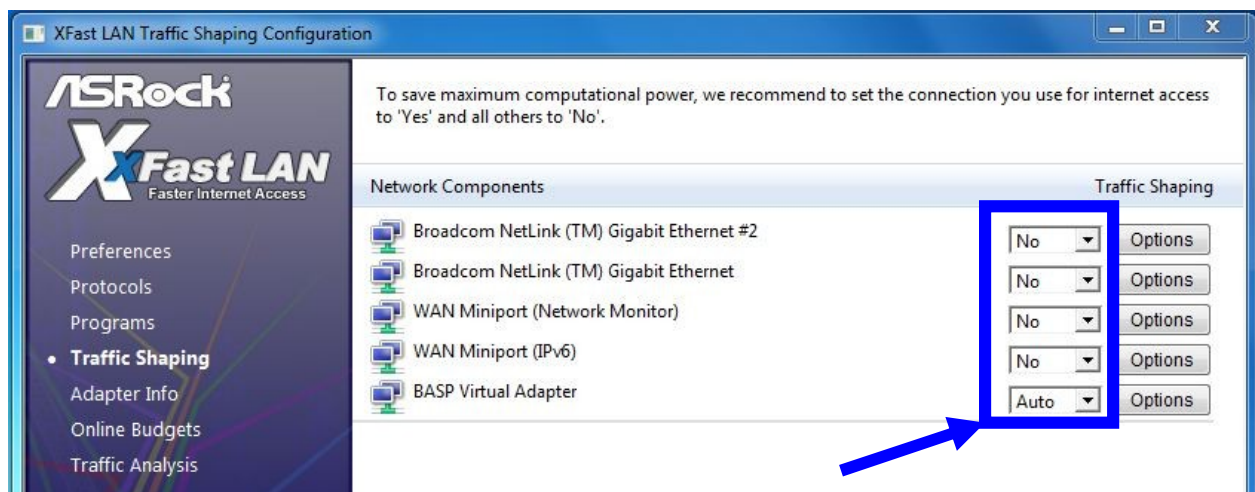 XFast LAN Traffic Shaping Configuration
ASRock
XFast LAN
Faster Internet Access
Preferences
Protocols
Programs
Traffic Shaping
Adapter Info
Online Budgets
Traffic Analysis
To save maximum computational power, we recommend to set the connection you use for internet access
to 'Yes' and all others to 'No'.
Network Components Traffic Shaping
Broadcom NetLink (TM) Gigabit Ethernet #2 No Options
Broadcom NetLink (TM) Gigabit Ethernet No Options
WAN Miniport (Network Monitor) No Options
WAN Miniport (IPv6) No Options
BASP Virtual Adapter Auto Options